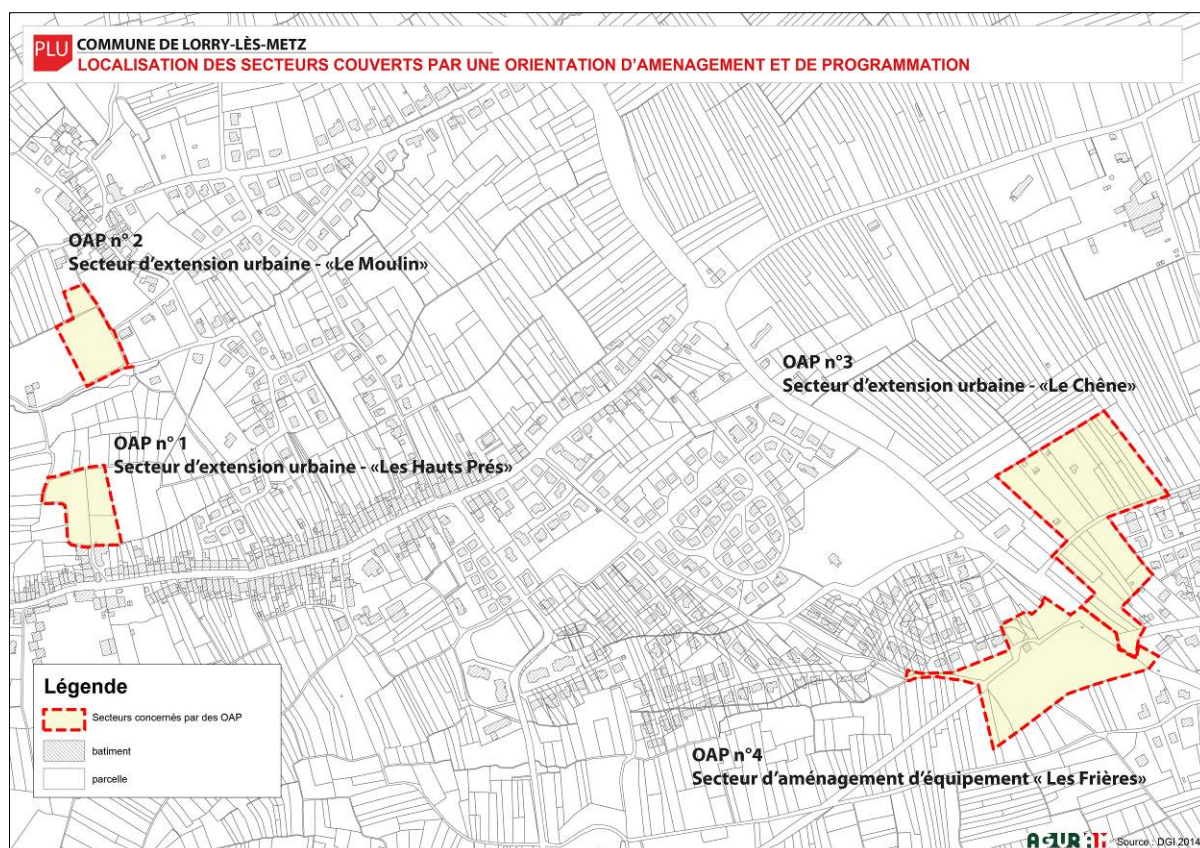 PLU
COMMUNE DE LORRY-LÈS-METZ
LOCALISATION DES SECTEURS COUVERTS PAR UNE ORIENTATION D'AMENAGEMENT ET DE PROGRAMMATION
OAP n° 2
Secteur d'extension urbaine - «Le Moulin»
OAP n°3
Secteur d'extension urbaine - «Le Chêne»
OAP n° 1
Secteur d'extension urbaine - «Les Hauts Prés»
Légende
Secteurs concernés par des OAP
batiment
parcelle
OAP n°4
Secteur d'aménagement d'équipement « Les Frières»
Source : DGI 2014